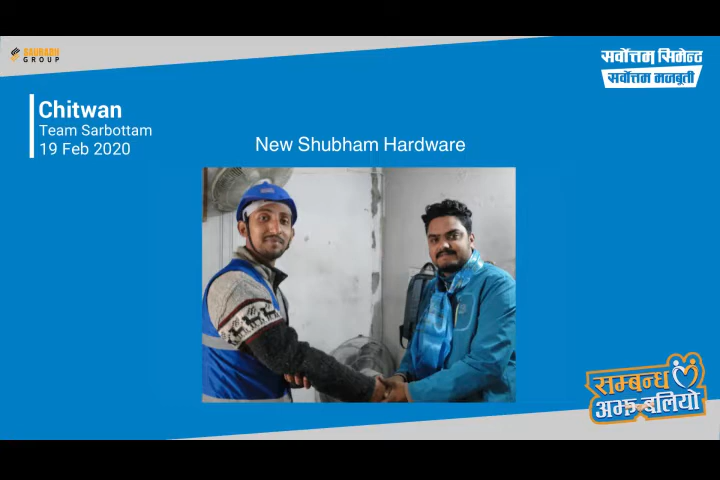 SAURABH
GROUP
सर्वोत्तम सिमेन्ट
सर्वोत्तम मजबूती
Chitwan
Team Sarbottam
19 Feb 2020
New Shubham Hardware
सम्बन्ध
अझ बलियो